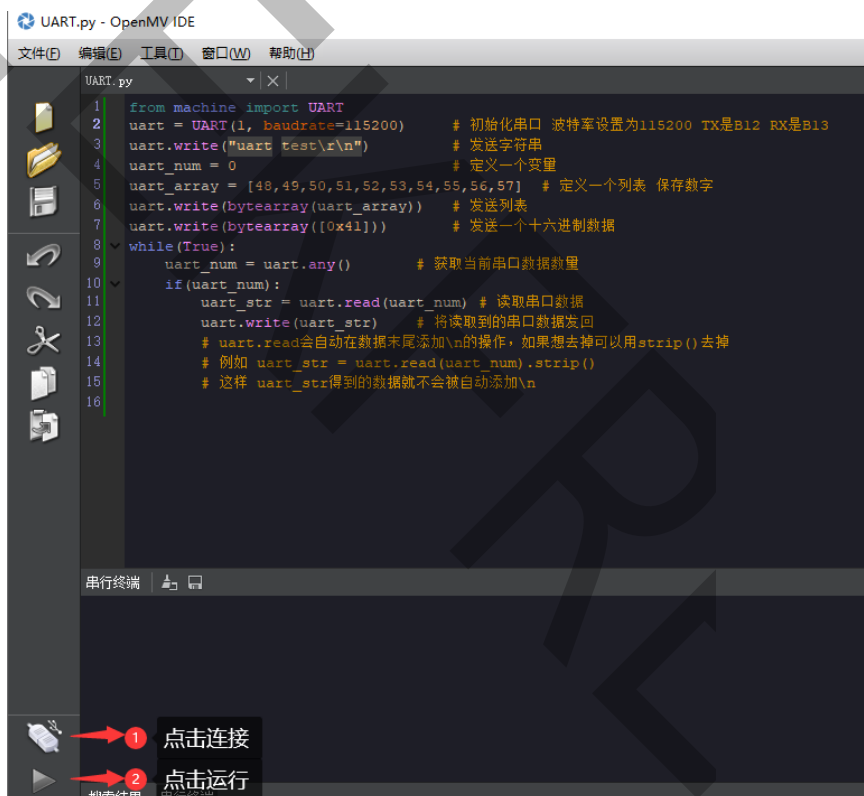 UART.py - OpenMV IDE
文件(F) 编辑(E) 工具(T) 窗口(W) 帮助(H)
UART.py
1 from machine import UART
2 uart = UART(1, baudrate=115200) # 初始化串口 波特率设置为115200 TX是B12 RX是B13
3 uart.write("uart test\r\n") # 发送字符串
4 uart_num = 0 # 定义一个变量
5 uart_array = [48,49,50,51,52,53,54,55,56,57] # 定义一个列表 保存数字
6 uart.write(bytearray(uart_array)) # 发送列表
7 uart.write(bytearray([0x41])) # 发送一个十六进制数据
8 while(True):
9 uart_num = uart.any() # 获取当前串口数据数量
10 if(uart_num):
11 uart_str = uart.read(uart_num) # 读取串口数据
12 uart.write(uart_str) # 将读取到的串口数据发回
13 # uart.read会自动在数据末尾添加\n的操作，如果想去掉可以用strip()去掉
14 # 例如 uart_str = uart.read(uart_num).strip()
15 # 这样 uart_str得到的数据就不会被自动添加\n
16
串行终端
1 点击连接
2 点击运行
搜索结果 串行终端